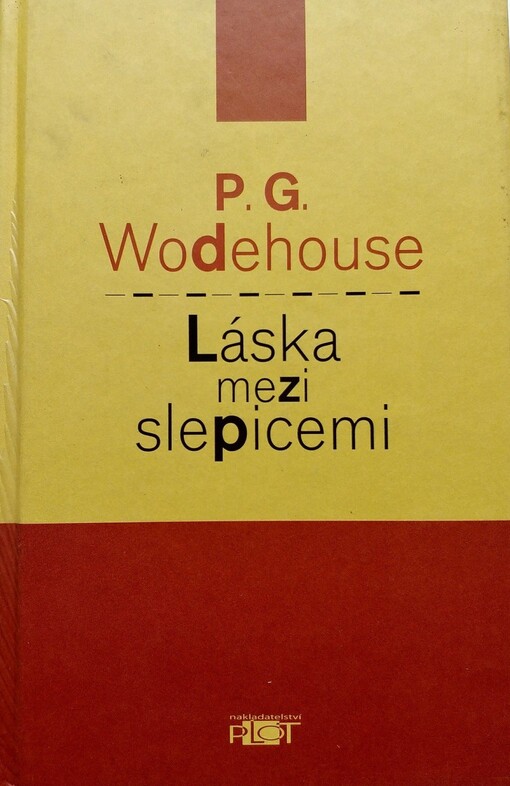 P. G.
Wodehouse
Láska
mezi
slepicemi
nakladatelství
PLOT